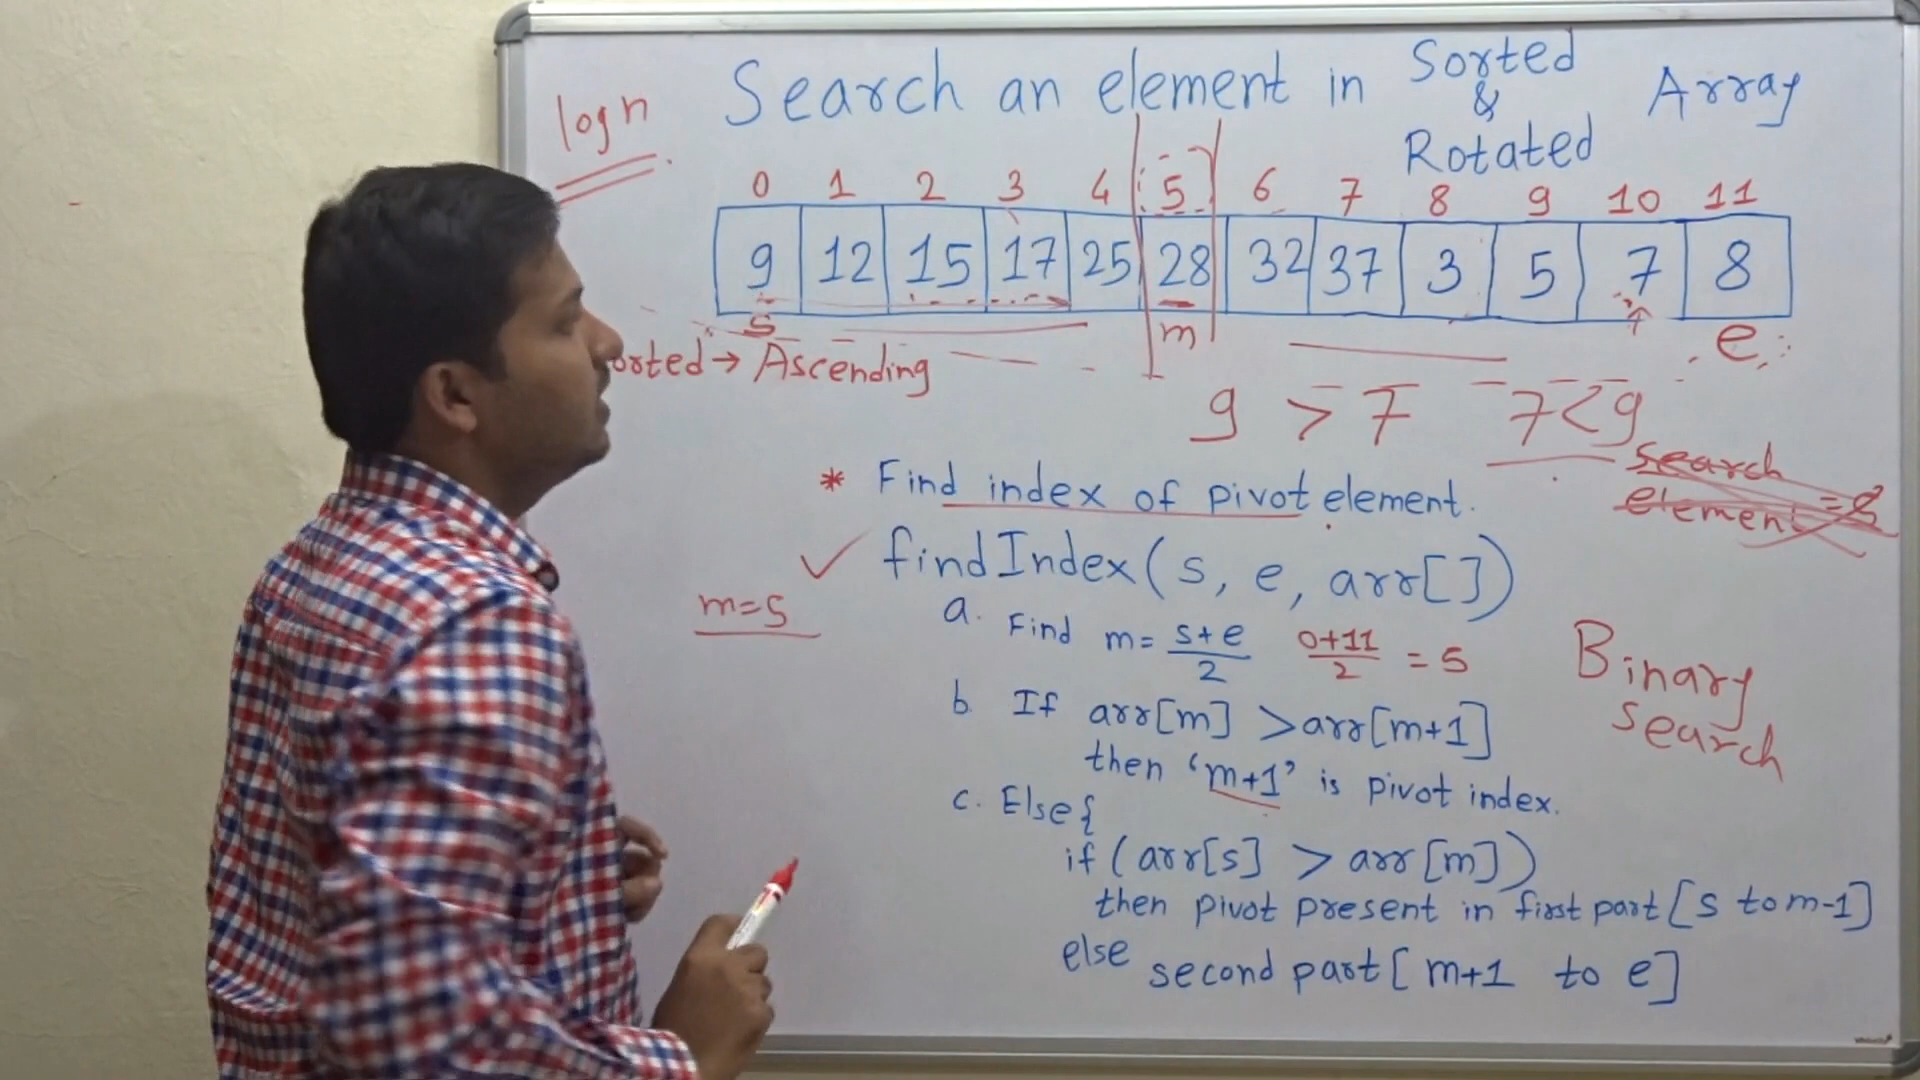 log n
Search an element in Sorted & Rotated Array
0 1 2 3 4 5 6 7 8 9 10 11
9 12 15 17 25 28 32 37 3 5 7 8
s m e
orted → Ascending
9 > 7 7<9
search
element = 8
* Find index of pivot element.
✓ findIndex(s, e, arr[])
m=5
a. Find m= s+e/2 0+11/2 = 5
Binary
search
b. If arr[m] > arr[m+1]
then 'm+1' is pivot index.
c. Else{
if (arr[s] > arr[m])
then pivot present in first part [s to m-1]
else second part [m+1 to e]